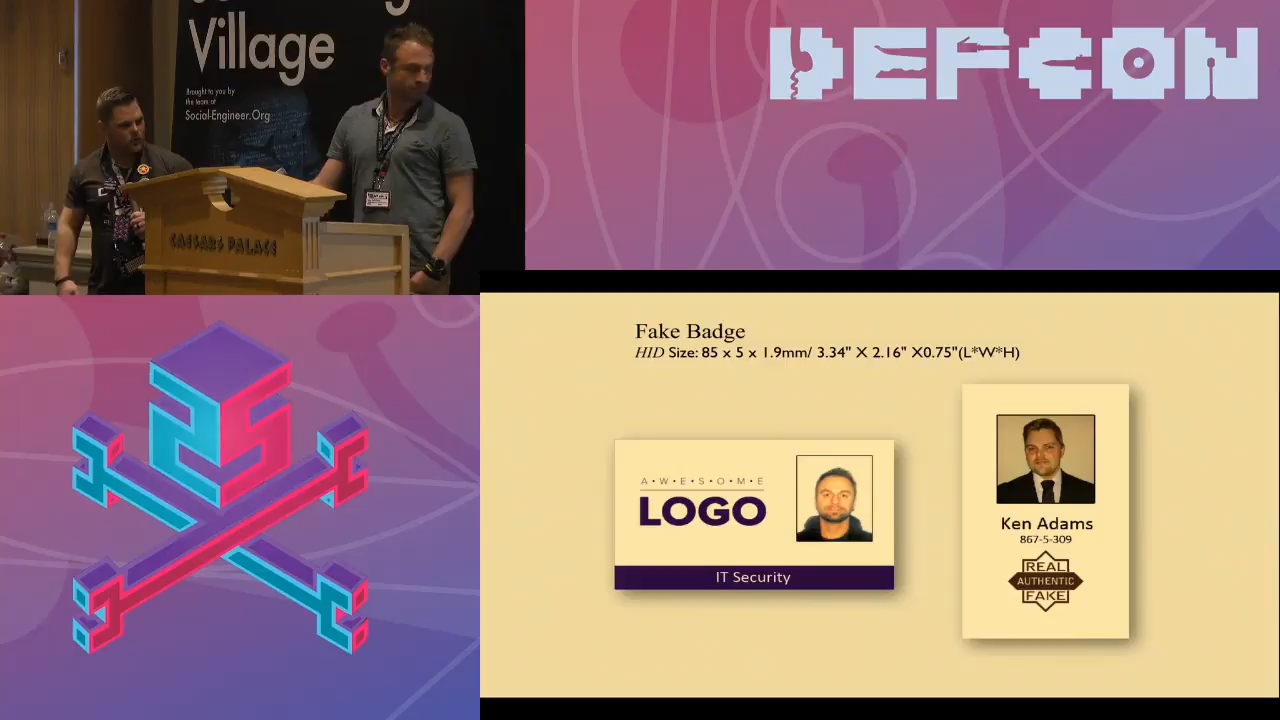 Village
Brought to you by
the team at
Social-Engineer.Org
CAESARS PALACE
DEFCON
Fake Badge
HID Size: 85 x 5 x 1.9mm/ 3.34" X 2.16" X0.75"(L*W*H)
A•W•E•S•O•M•E
LOGO
IT Security
Ken Adams
867-5-309
REAL
AUTHENTIC
FAKE